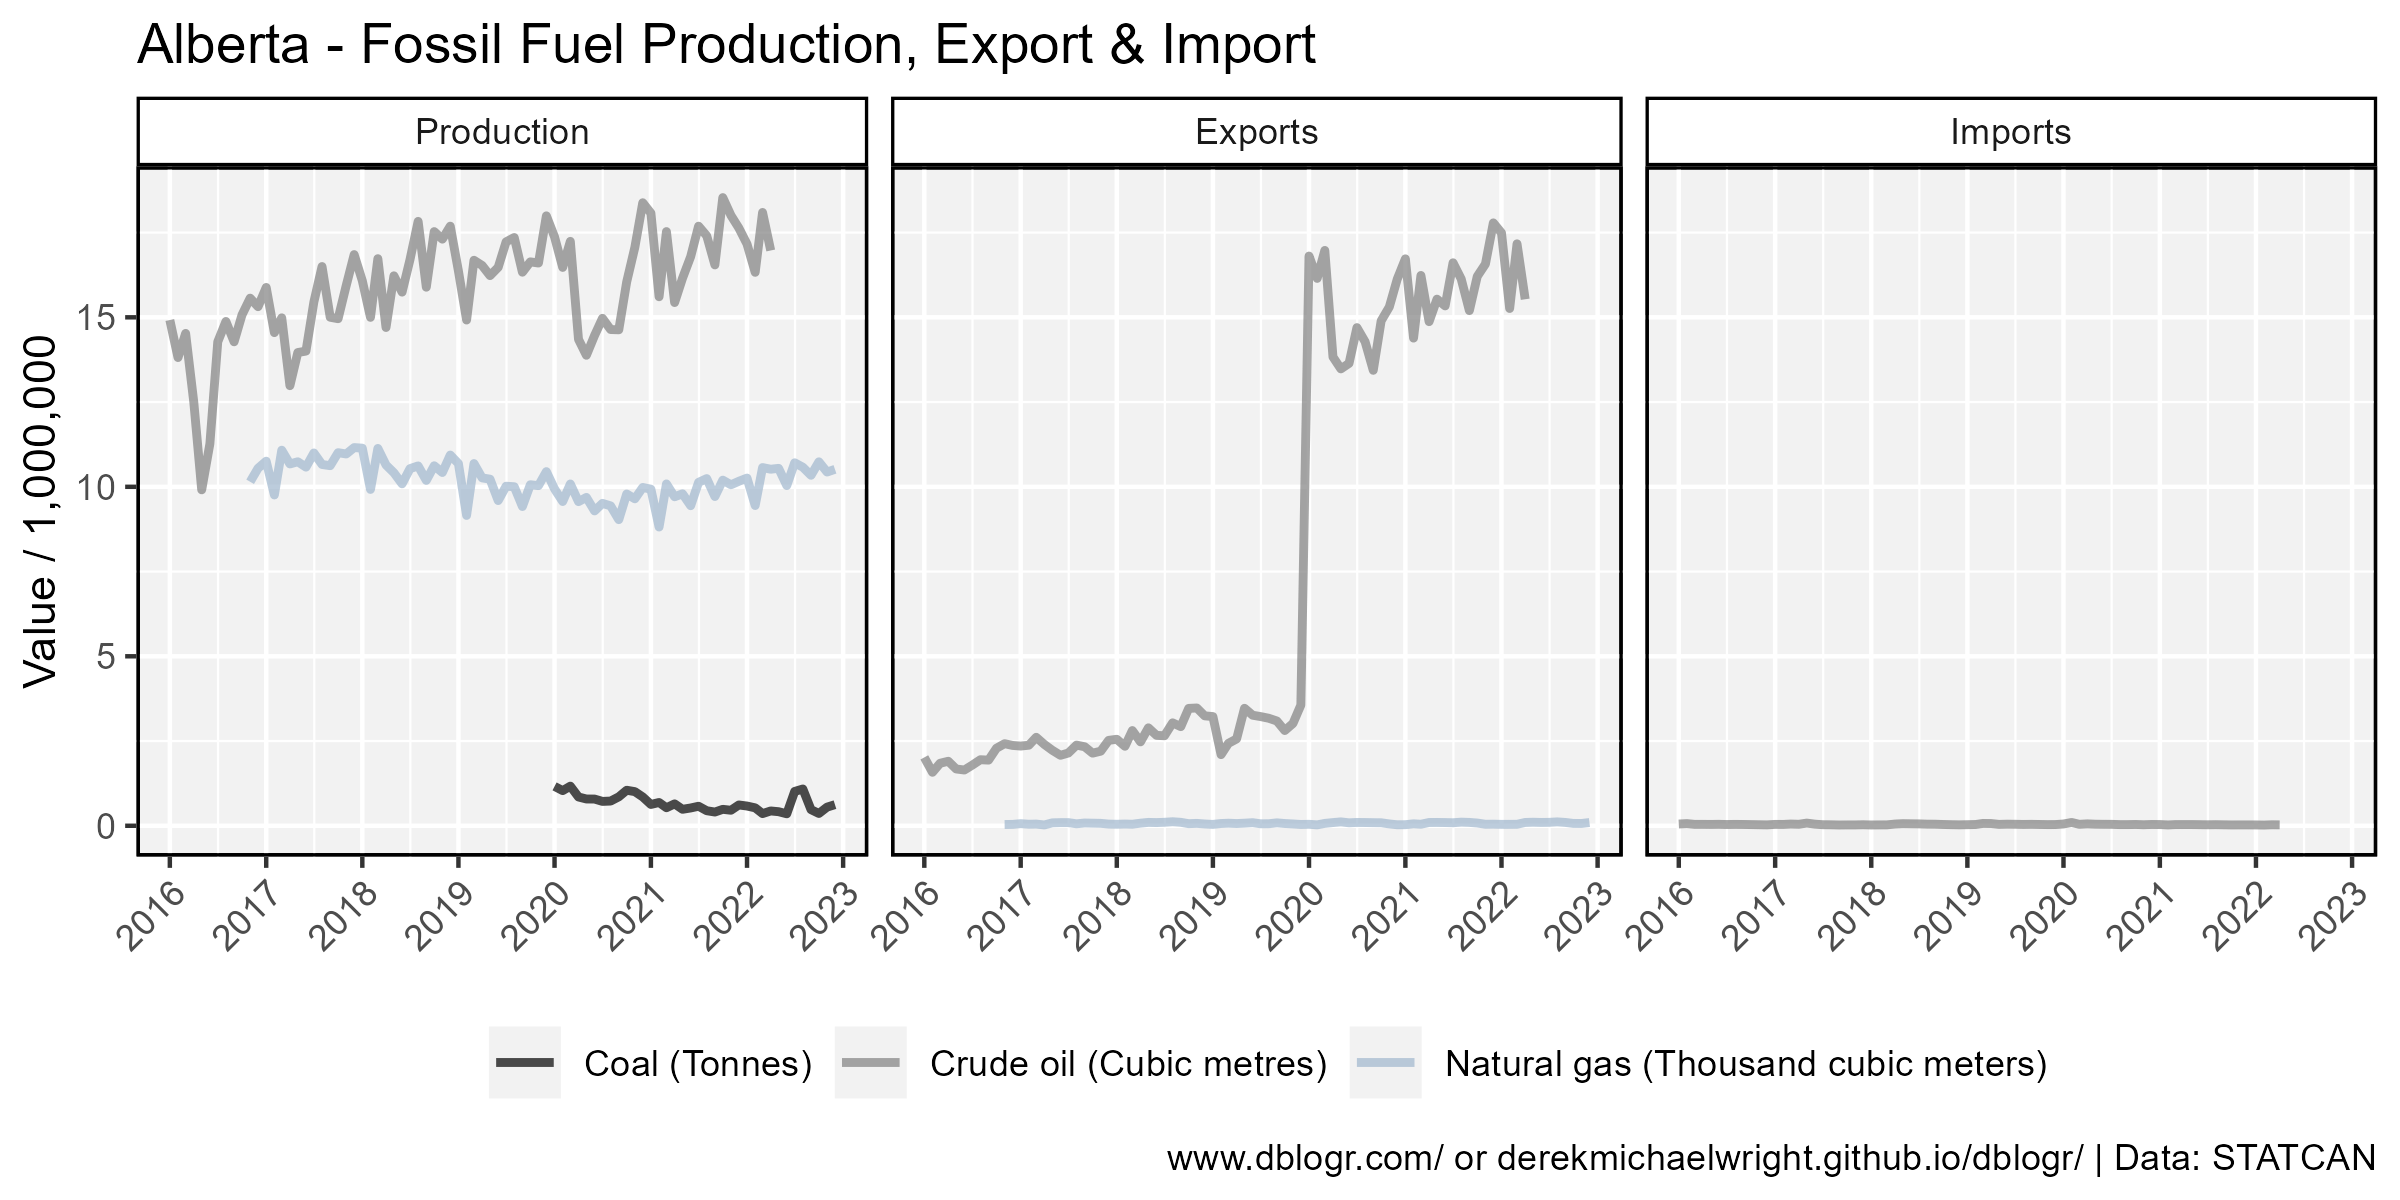 Alberta - Fossil Fuel Production, Export & Import
Production
Exports
Imports
Value / 1,000,000
15
10
5
0
2016 2017 2018 2019 2020 2021 2022 2023
2016 2017 2018 2019 2020 2021 2022 2023
2016 2017 2018 2019 2020 2021 2022 2023
Coal (Tonnes) Crude oil (Cubic metres) Natural gas (Thousand cubic meters)
www.dblogr.com/ or derekmichaelwright.github.io/dblogr/ | Data: STATCAN